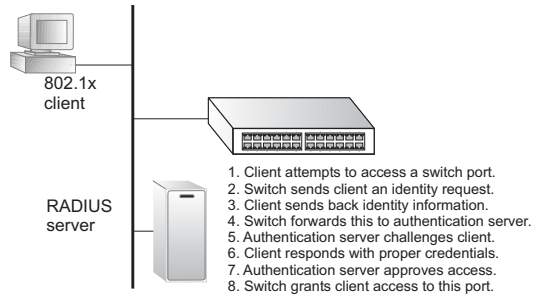 802.1x
client
RADIUS
server
1. Client attempts to access a switch port.
2. Switch sends client an identity request.
3. Client sends back identity information.
4. Switch forwards this to authentication server.
5. Authentication server challenges client.
6. Client responds with proper credentials.
7. Authentication server approves access.
8. Switch grants client access to this port.